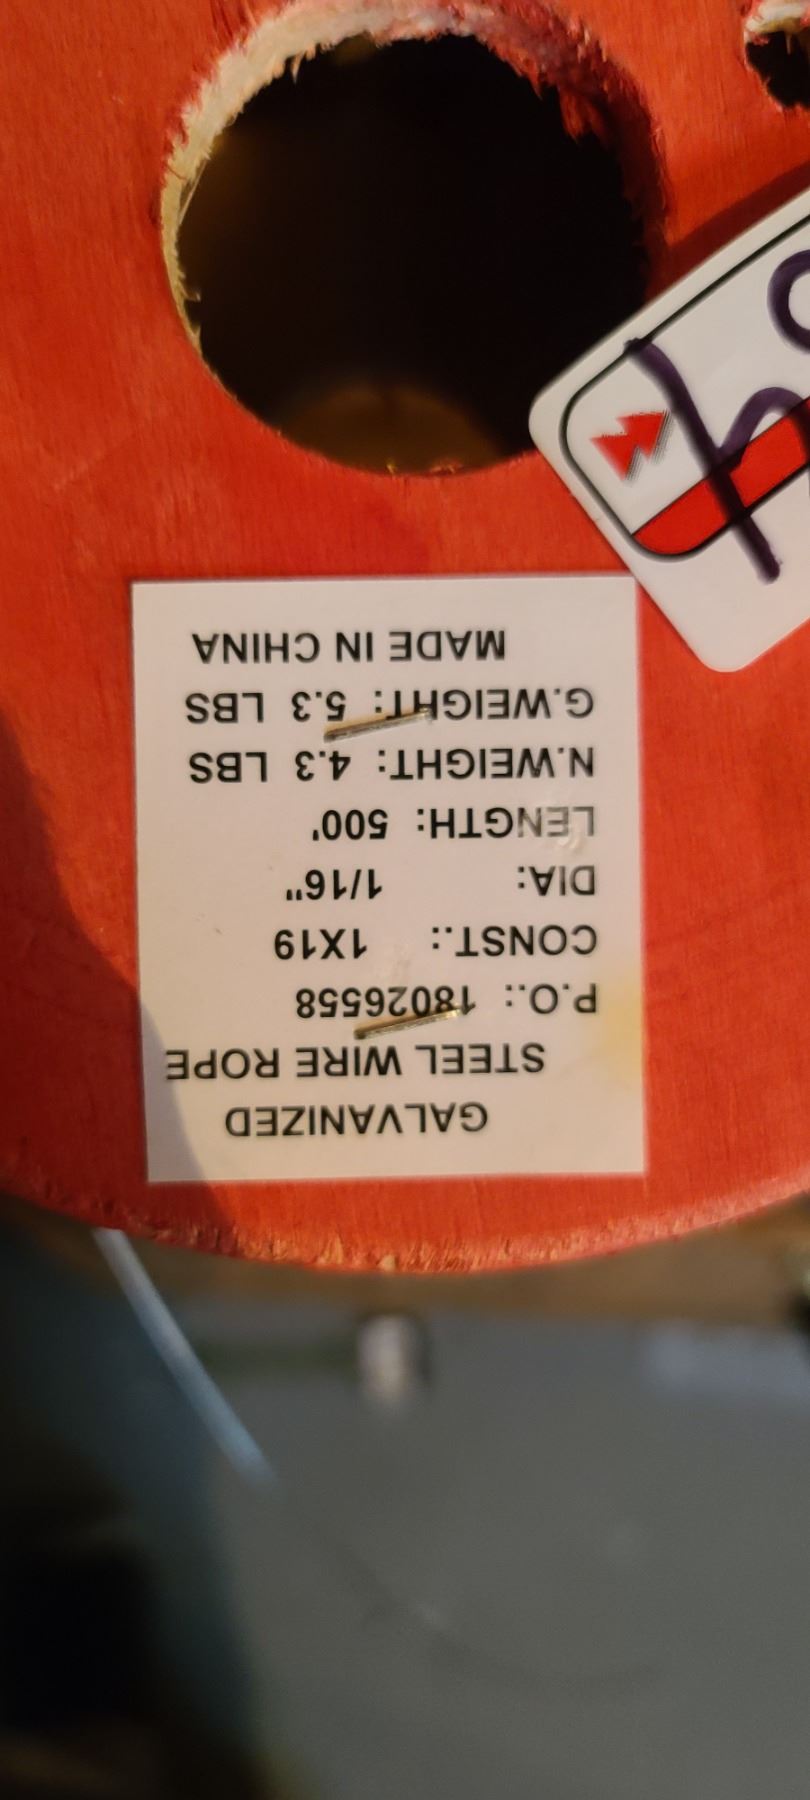 GALVANIZED
STEEL WIRE ROPE
P.O.: 18026558
CONST.: 1X19
DIA: 1/16"
LENGTH: 500'
N.WEIGHT: 4.3 LBS
G.WEIGHT: 5.3 LBS
MADE IN CHINA